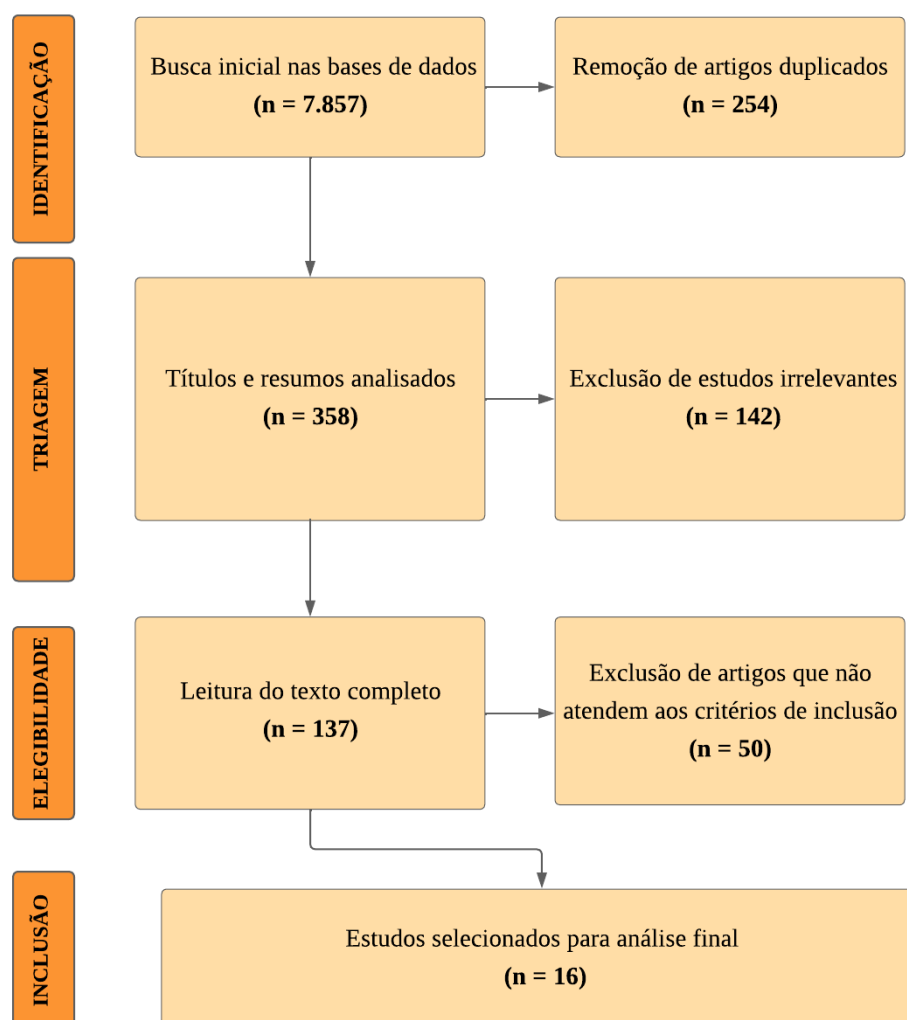 IDENTIFICAÇÃO
Busca inicial nas bases de dados
(n = 7.857)
Remoção de artigos duplicados
(n = 254)
TRIAGEM
Títulos e resumos analisados
(n = 358)
Exclusão de estudos irrelevantes
(n = 142)
ELEGIBILIDADE
Leitura do texto completo
(n = 137)
Exclusão de artigos que não
atendem aos critérios de inclusão
(n = 50)
INCLUSÃO
Estudos selecionados para análise final
(n = 16)